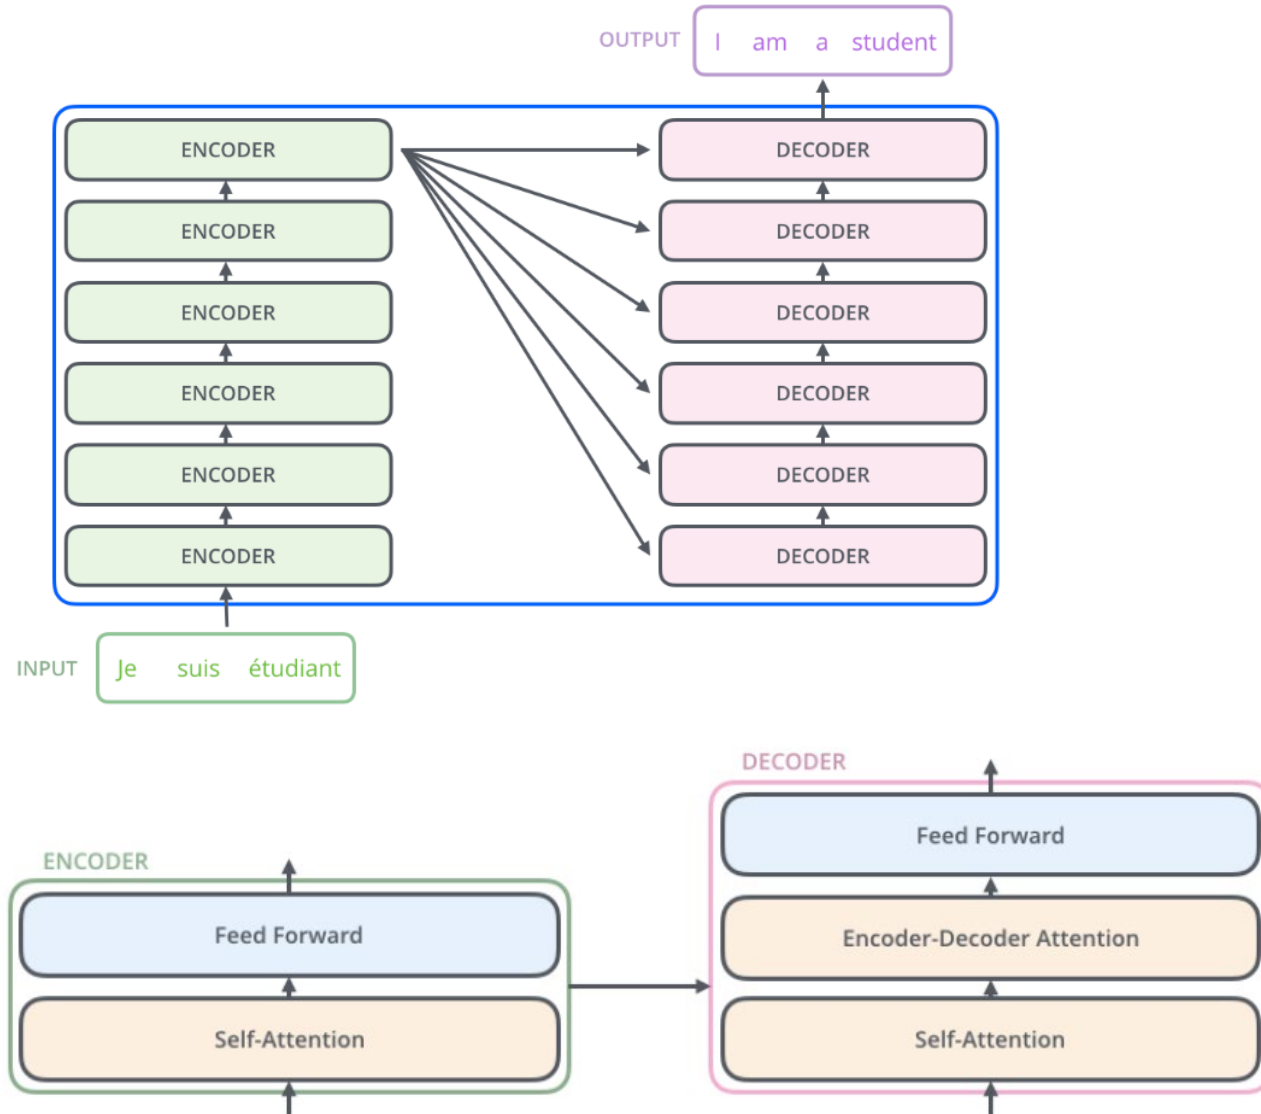 OUTPUT I am a student
ENCODER DECODER
ENCODER DECODER
ENCODER DECODER
ENCODER DECODER
ENCODER DECODER
ENCODER DECODER
INPUT Je suis étudiant
DECODER
Feed Forward
ENCODER
Feed Forward Encoder-Decoder Attention
Self-Attention Self-Attention